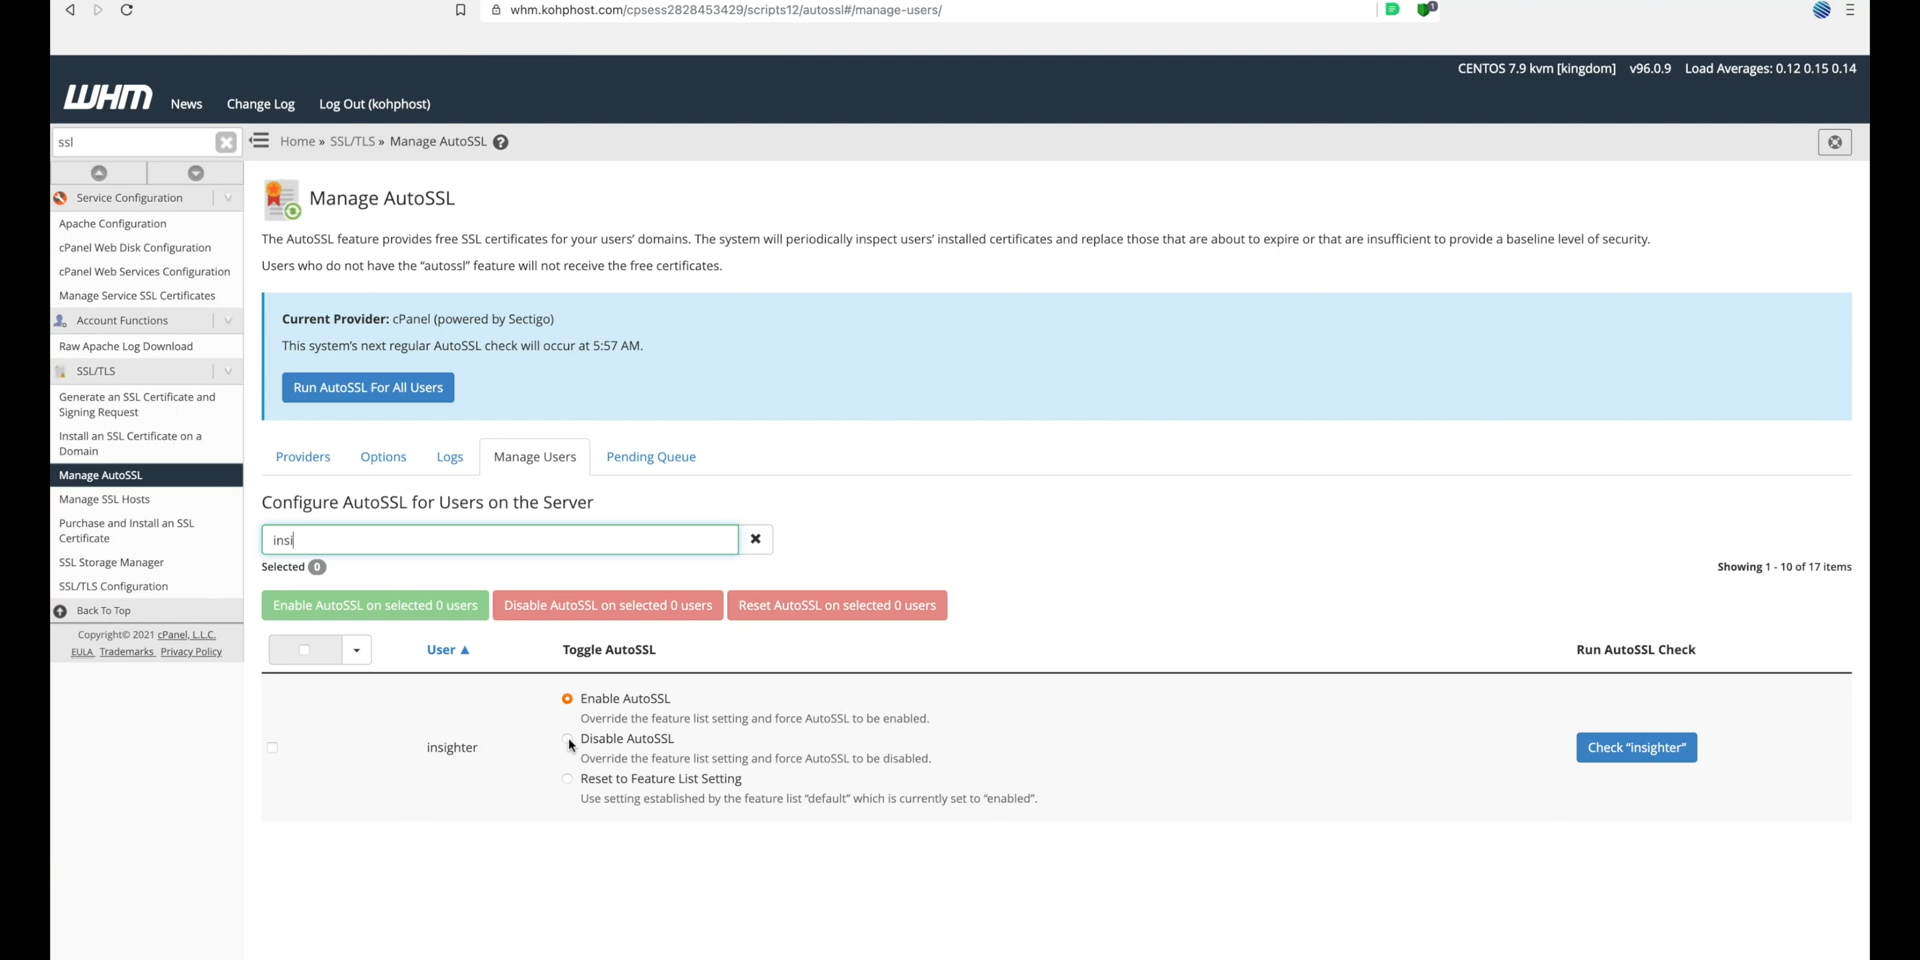 whm.kohphost.com/cpsess2828453429/scripts12/autossl#/manage-users/
1
CENTOS 7.9 kvm [kingdom] v96.0.9 Load Averages: 0.12 0.15 0.14
WHM News Change Log Log Out (kohphost)
ssl
Home » SSL/TLS » Manage AutoSSL
Service Configuration
Apache Configuration
cPanel Web Disk Configuration
cPanel Web Services Configuration
Manage Service SSL Certificates
Account Functions
Raw Apache Log Download
SSL/TLS
Generate an SSL Certificate and
Signing Request
Install an SSL Certificate on a
Domain
Manage AutoSSL
Manage SSL Hosts
Purchase and Install an SSL
Certificate
SSL Storage Manager
SSL/TLS Configuration
Back To Top
Copyright© 2021 cPanel, L.L.C.
EULA Trademarks Privacy Policy
Manage AutoSSL
The AutoSSL feature provides free SSL certificates for your users’ domains. The system will periodically inspect users’ installed certificates and replace those that are about to expire or that are insufficient to provide a baseline level of security.
Users who do not have the “autossl” feature will not receive the free certificates.
Current Provider: cPanel (powered by Sectigo)
This system’s next regular AutoSSL check will occur at 5:57 AM.
Run AutoSSL For All Users
Providers Options Logs Manage Users Pending Queue
Configure AutoSSL for Users on the Server
insi
Selected 0 Showing 1 - 10 of 17 items
Enable AutoSSL on selected 0 users Disable AutoSSL on selected 0 users Reset AutoSSL on selected 0 users
User ▲ Toggle AutoSSL Run AutoSSL Check
Enable AutoSSL
Override the feature list setting and force AutoSSL to be enabled.
Disable AutoSSL
insighter Check “insighter”
Override the feature list setting and force AutoSSL to be disabled.
Reset to Feature List Setting
Use setting established by the feature list “default” which is currently set to “enabled”.